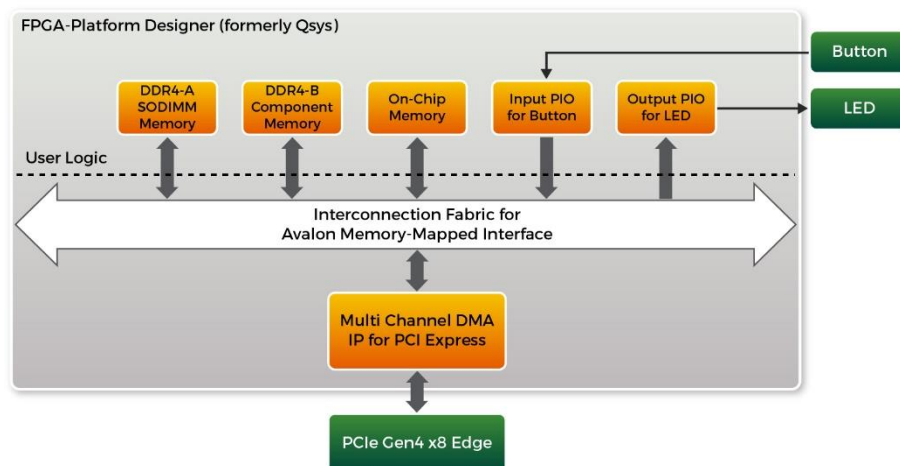 FPGA-Platform Designer (formerly Qsys)
Button
DDR4-A
SODIMM
Memory
DDR4-B
Component
Memory
On-Chip
Memory
Input PIO
for Button
Output PIO
for LED
LED
User Logic
Interconnection Fabric for
Avalon Memory-Mapped Interface
Multi Channel DMA
IP for PCI Express
PCIe Gen4 x8 Edge